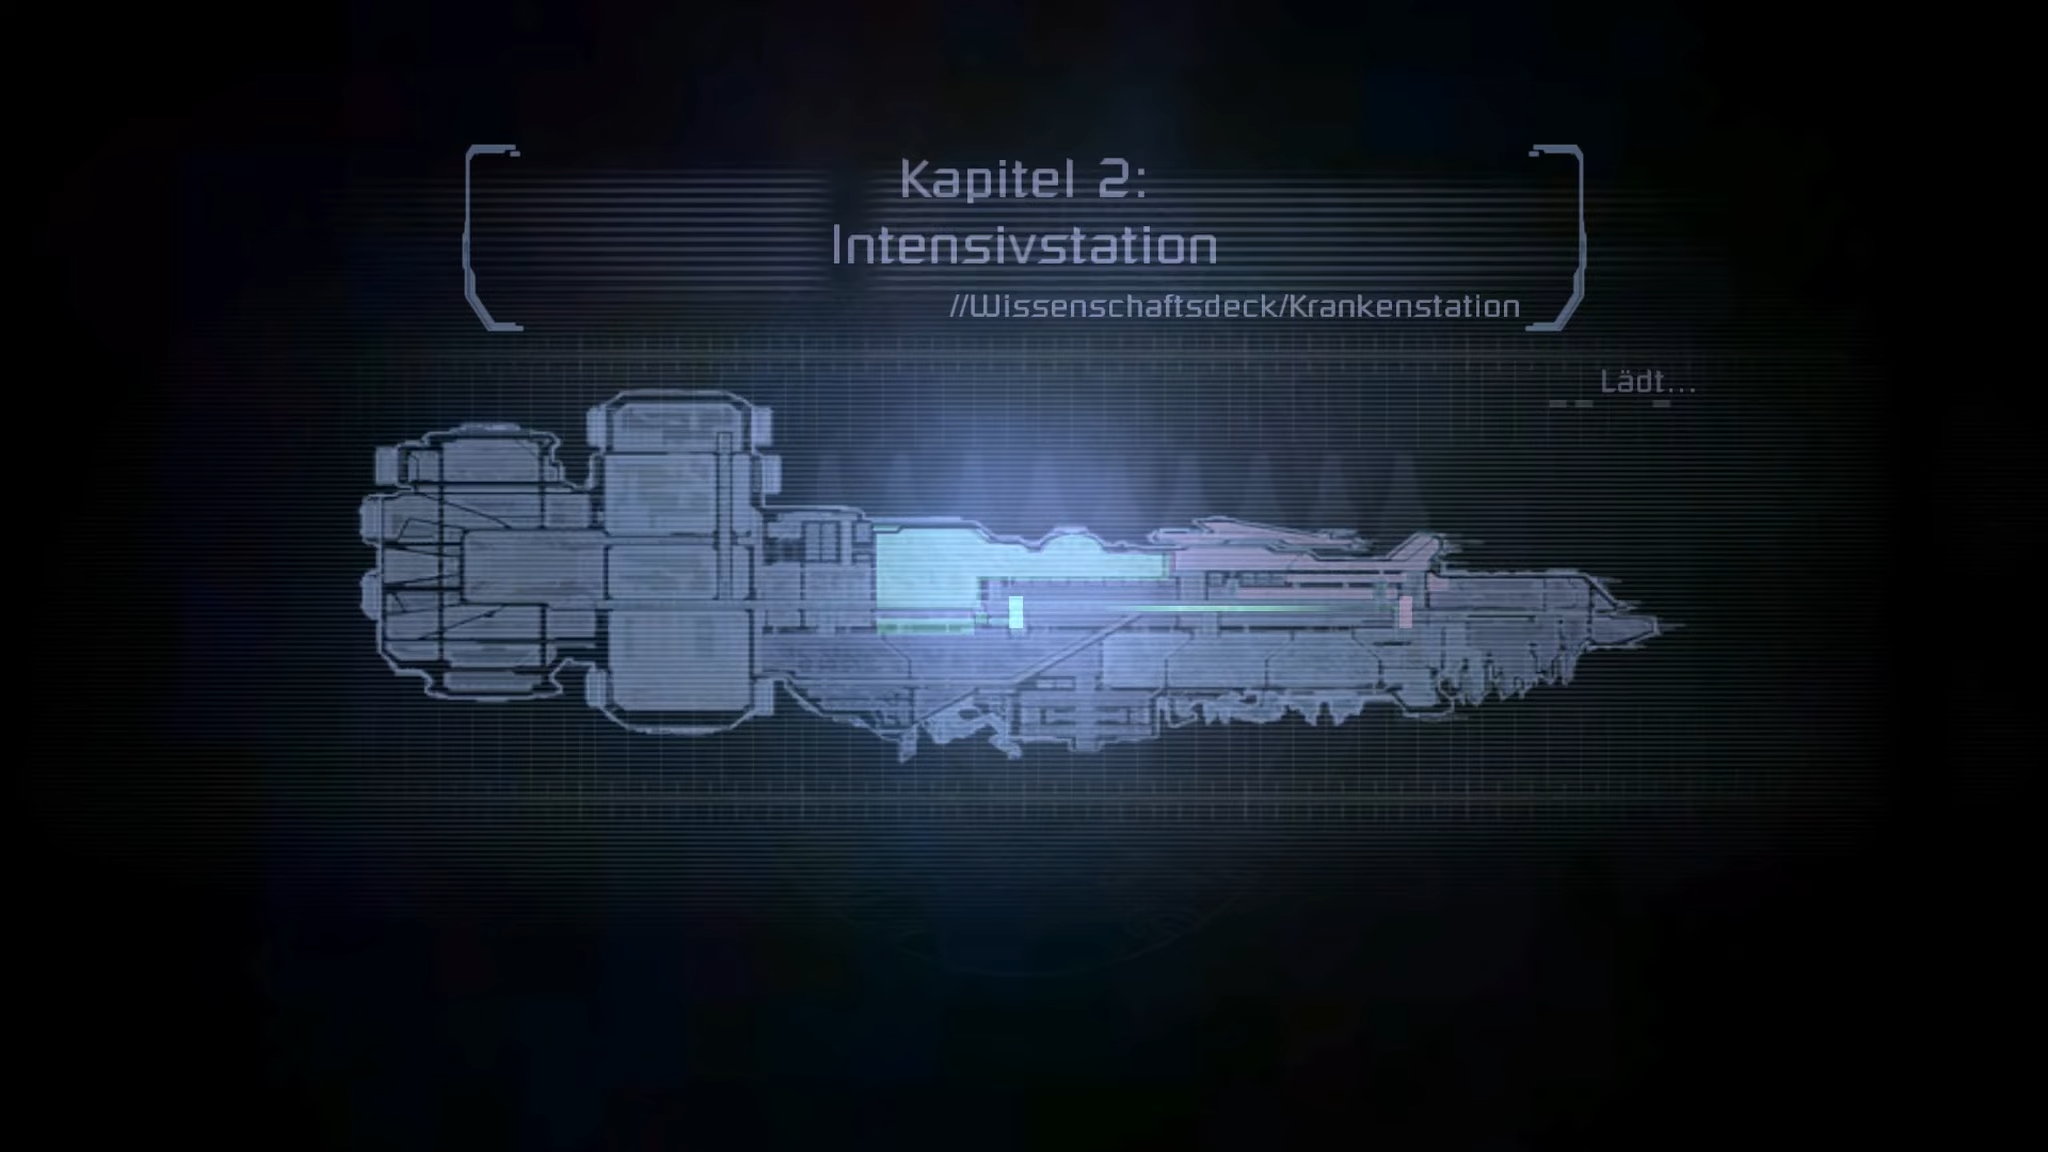 Kapitel 2:
Intensivstation
//Wissenschaftsdeck/Krankenstation
Lädt...